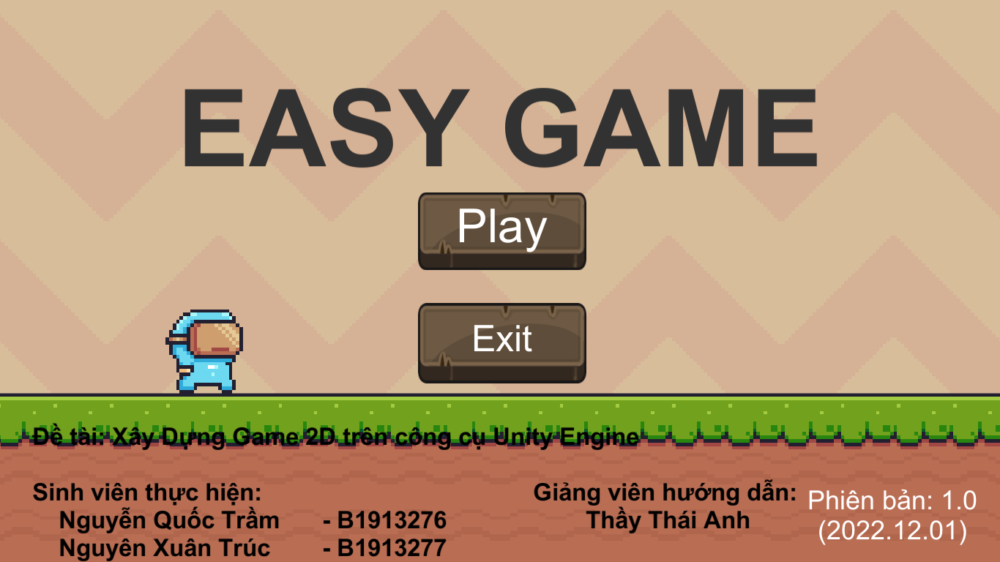 EASY GAME
Play
Exit
Đề tài: Xây Dựng Game 2D trên công cụ Unity Engine
Sinh viên thực hiện:
Nguyễn Quốc Trầm - B1913276
Nguyên Xuân Trúc - B1913277
Giảng viên hướng dẫn:
Thầy Thái Anh
Phiên bản: 1.0
(2022.12.01)